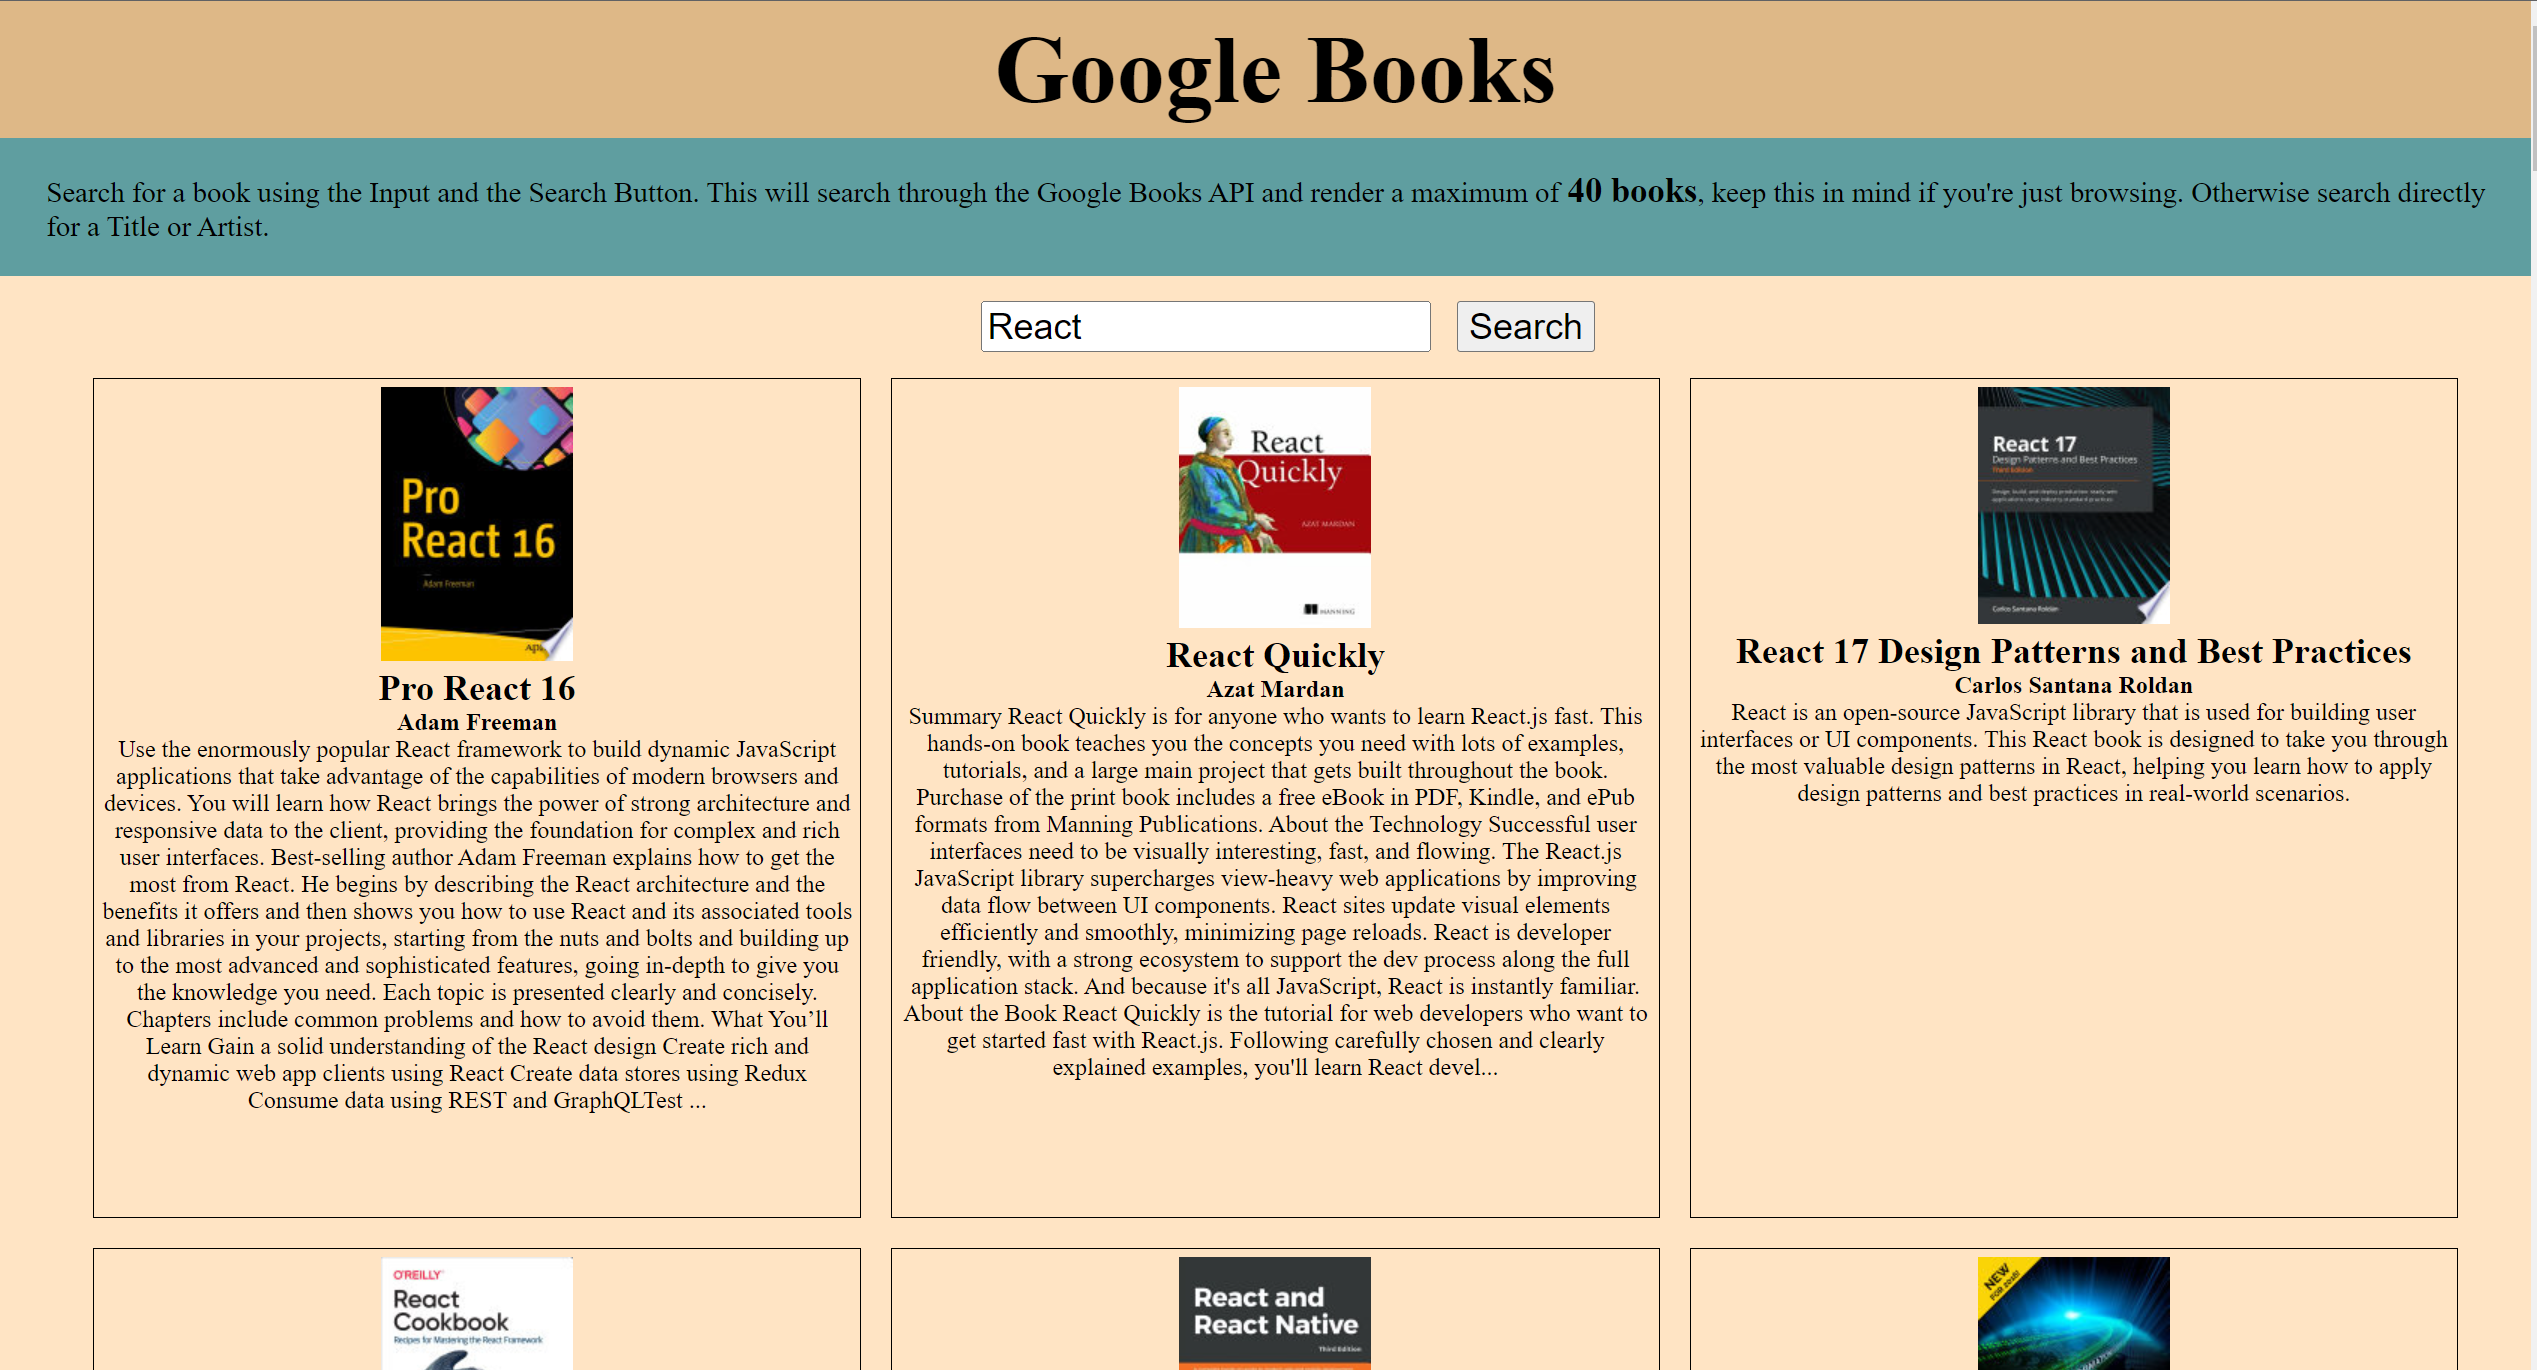 Google Books
Search for a book using the Input and the Search Button. This will search through the Google Books API and render a maximum of 40 books, keep this in mind if you're just browsing. Otherwise search directly
for a Title or Artist.
React
Search
Pro
React 16
Adam Freeman
Pro React 16
Adam Freeman
Use the enormously popular React framework to build dynamic JavaScript
applications that take advantage of the capabilities of modern browsers and
devices. You will learn how React brings the power of strong architecture and
responsive data to the client, providing the foundation for complex and rich
user interfaces. Best-selling author Adam Freeman explains how to get the
most from React. He begins by describing the React architecture and the
benefits it offers and then shows you how to use React and its associated tools
and libraries in your projects, starting from the nuts and bolts and building up
to the most advanced and sophisticated features, going in-depth to give you
the knowledge you need. Each topic is presented clearly and concisely.
Chapters include common problems and how to avoid them. What You’ll
Learn Gain a solid understanding of the React design Create rich and
dynamic web app clients using React Create data stores using Redux
Consume data using REST and GraphQLTest ...
React
Quickly
AZAT MARDAN
MANNING
React Quickly
Azat Mardan
Summary React Quickly is for anyone who wants to learn React.js fast. This
hands-on book teaches you the concepts you need with lots of examples,
tutorials, and a large main project that gets built throughout the book.
Purchase of the print book includes a free eBook in PDF, Kindle, and ePub
formats from Manning Publications. About the Technology Successful user
interfaces need to be visually interesting, fast, and flowing. The React.js
JavaScript library supercharges view-heavy web applications by improving
data flow between UI components. React sites update visual elements
efficiently and smoothly, minimizing page reloads. React is developer
friendly, with a strong ecosystem to support the dev process along the full
application stack. And because it's all JavaScript, React is instantly familiar.
About the Book React Quickly is the tutorial for web developers who want to
get started fast with React.js. Following carefully chosen and clearly
explained examples, you'll learn React devel...
React 17
Design Patterns and Best Practices
Third Edition
Design, build, and deploy production-ready web
applications using industry-standard practices
Carlos Santana Roldán
React 17 Design Patterns and Best Practices
Carlos Santana Roldan
React is an open-source JavaScript library that is used for building user
interfaces or UI components. This React book is designed to take you through
the most valuable design patterns in React, helping you learn how to apply
design patterns and best practices in real-world scenarios.
O'REILLY
React
Cookbook
Recipes for Mastering the React Framework
React and
React Native
Third Edition
NEW
FOR 2018!